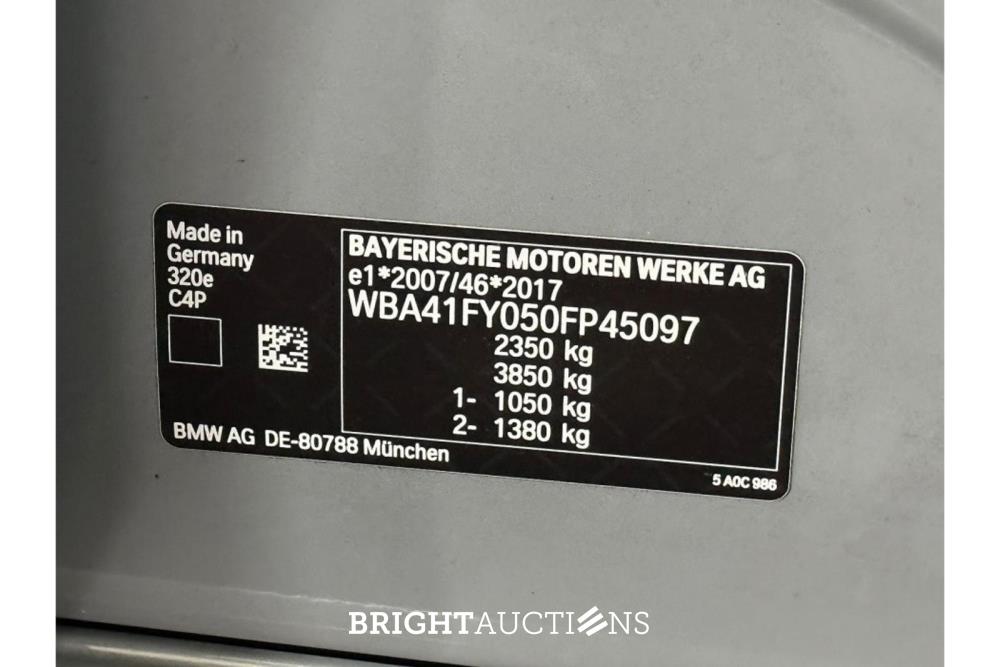 Made in
Germany
320e
C4P
BAYERISCHE MOTOREN WERKE AG
e1*2007/46*2017
WBA41FY050FP45097
2350 kg
3850 kg
1- 1050 kg
2- 1380 kg
BMW AG DE-80788 München
5 A0C 986
BRIGHTAUCTIONS